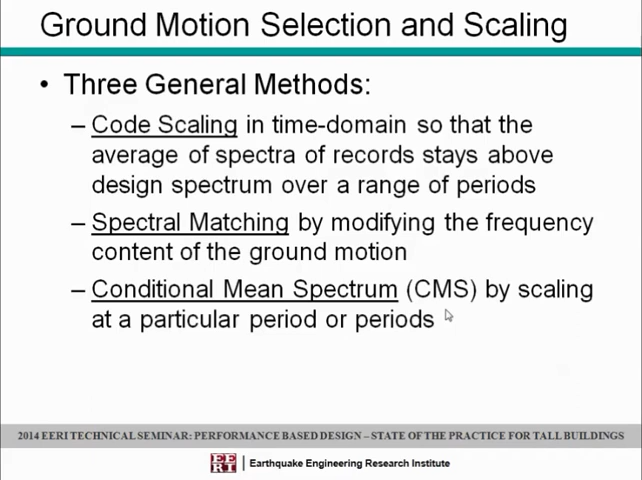 Ground Motion Selection and Scaling
• Three General Methods:
– Code Scaling in time-domain so that the
average of spectra of records stays above
design spectrum over a range of periods
– Spectral Matching by modifying the frequency
content of the ground motion
– Conditional Mean Spectrum (CMS) by scaling
at a particular period or periods
2014 EERI TECHNICAL SEMINAR: PERFORMANCE BASED DESIGN – STATE OF THE PRACTICE FOR TALL BUILDINGS
EERI | Earthquake Engineering Research Institute